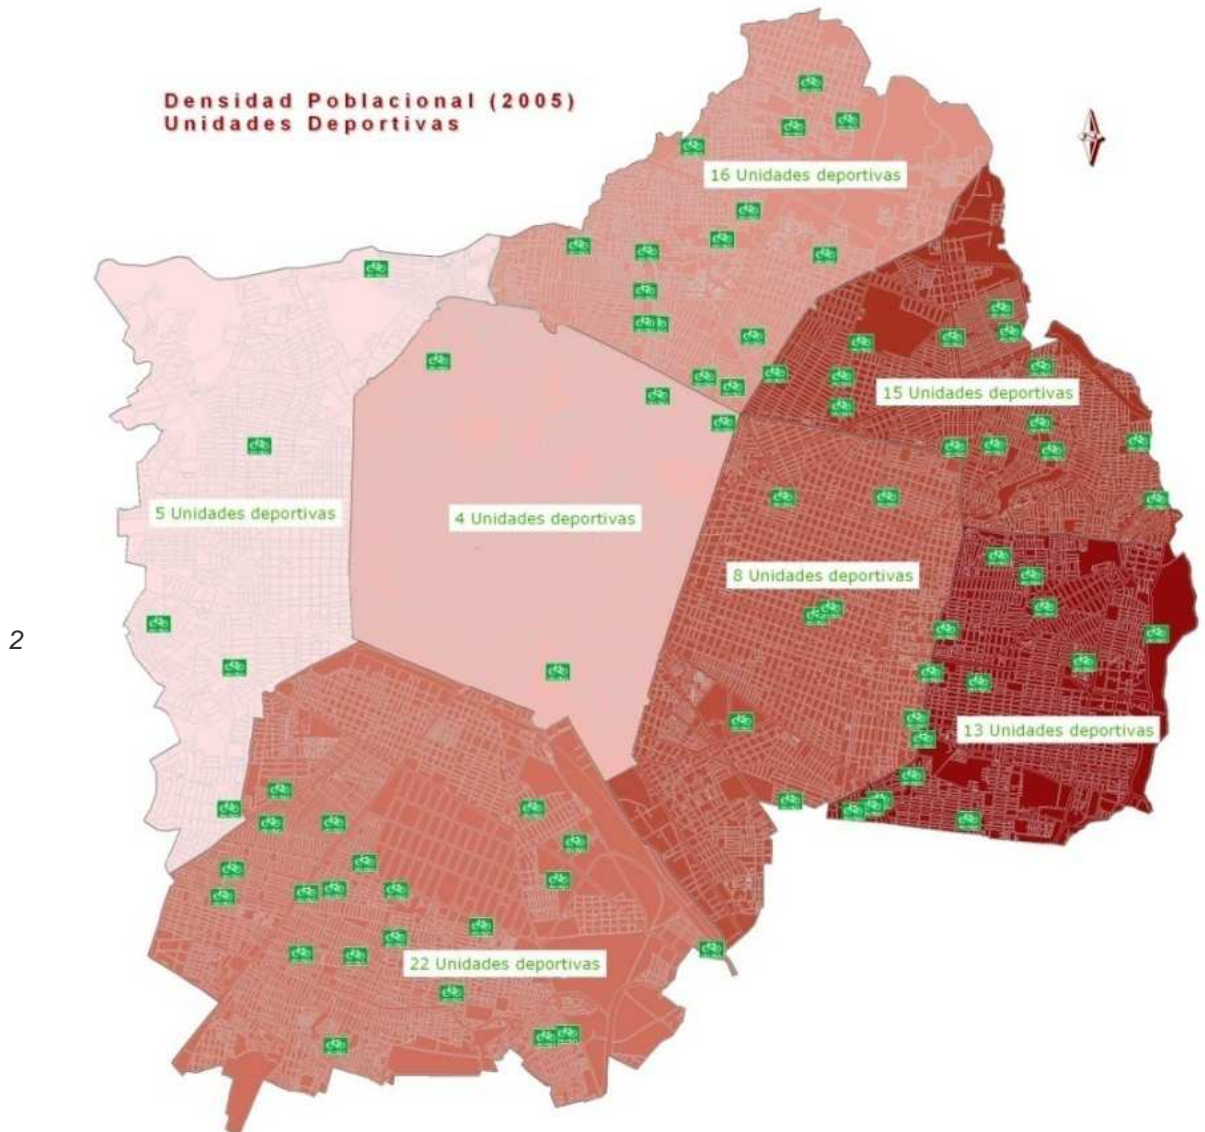 Densidad Poblacional (2005)
Unidades Deportivas
16 Unidades deportivas
15 Unidades deportivas
5 Unidades deportivas
4 Unidades deportivas
8 Unidades deportivas
2
13 Unidades deportivas
22 Unidades deportivas